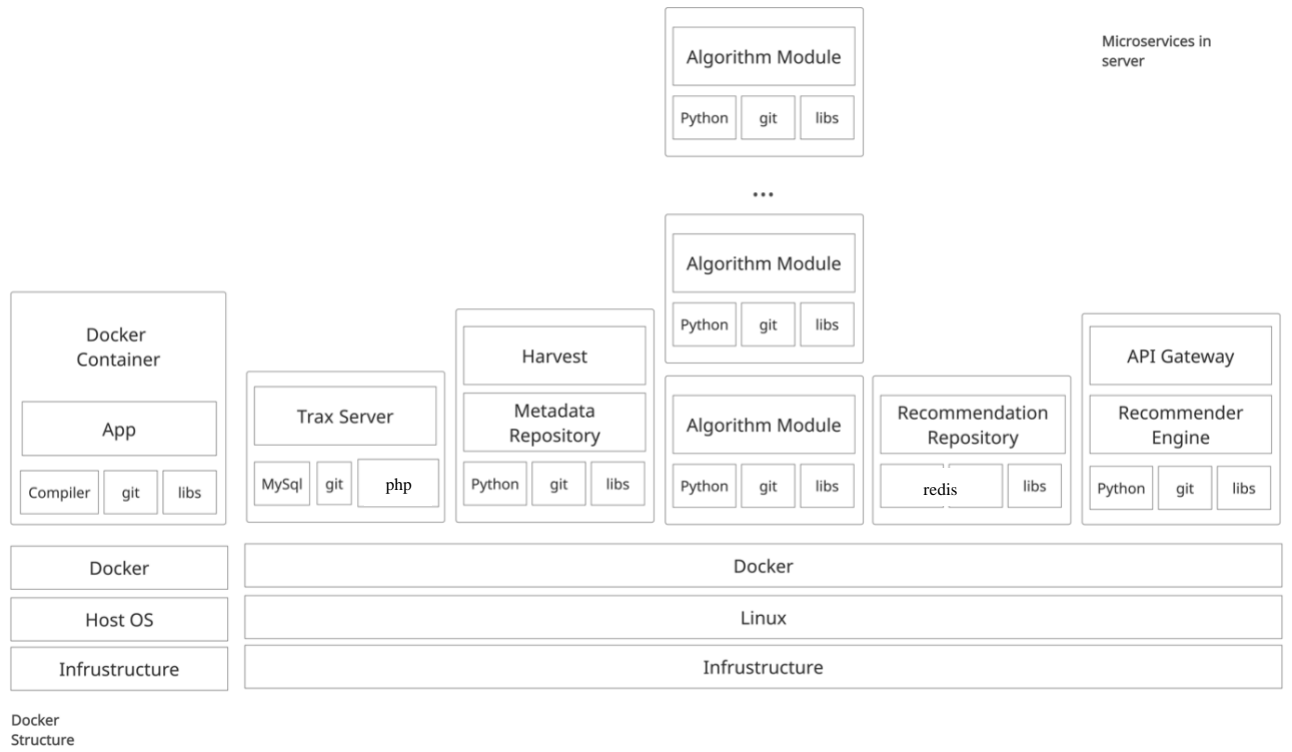 Microservices in
server
Algorithm Module
Python git libs
...
Algorithm Module
Python git libs
Docker
Container
App
Compiler git libs
Trax Server
MySql git php
Harvest
Metadata
Repository
Python git libs
Algorithm Module
Python git libs
Recommendation
Repository
redis libs
API Gateway
Recommender
Engine
Python git libs
Docker
Host OS
Infrustructure
Docker
Linux
Infrustructure
Docker
Structure